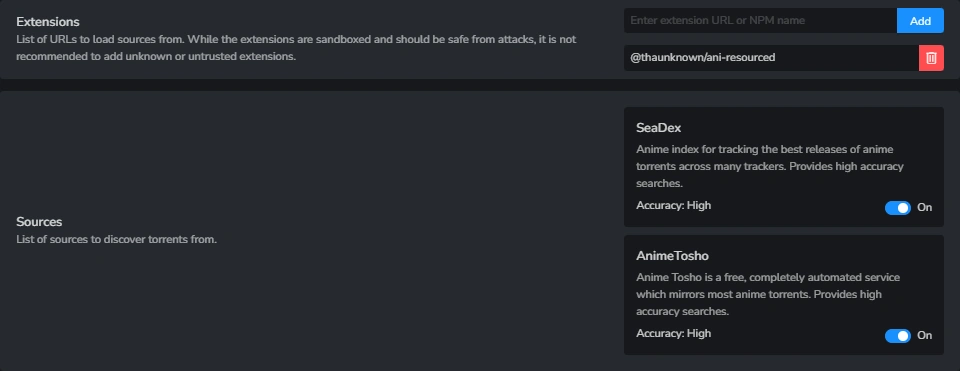 Extensions
List of URLs to load sources from. While the extensions are sandboxed and should be safe from attacks, it is not
recommended to add unknown or untrusted extensions.
Enter extension URL or NPM name
Add
@thaunknown/ani-resourced
Sources
List of sources to discover torrents from.
SeaDex
Anime index for tracking the best releases of anime
torrents across many trackers. Provides high accuracy
searches.
Accuracy: High
On
AnimeTosho
Anime Tosho is a free, completely automated service
which mirrors most anime torrents. Provides high
accuracy searches.
Accuracy: High
On